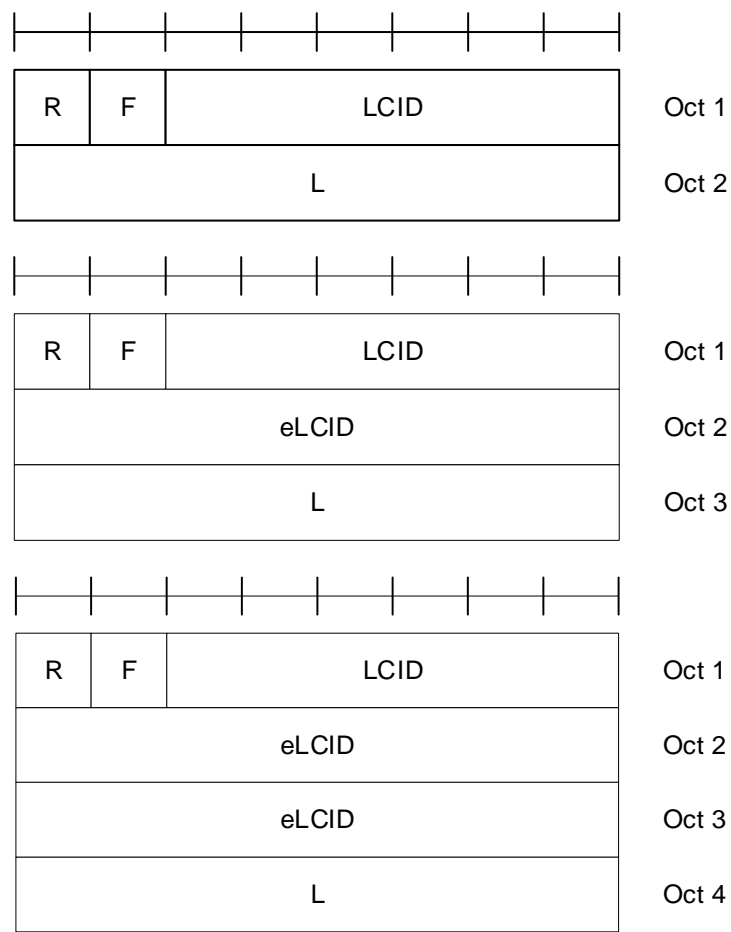 R F LCID Oct 1
L Oct 2
R F LCID Oct 1
eLCID Oct 2
L Oct 3
R F LCID Oct 1
eLCID Oct 2
eLCID Oct 3
L Oct 4